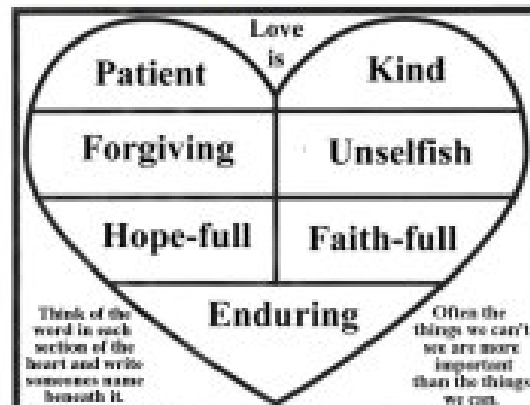 Love
is
Patient
Kind
Forgiving
Unselfish
Hope-full
Faith-full
Enduring
Think of the
word in each
section of the
heart and write
someones name
beneath it.
Often the
things we can't
see are more
important
than the things
we can.